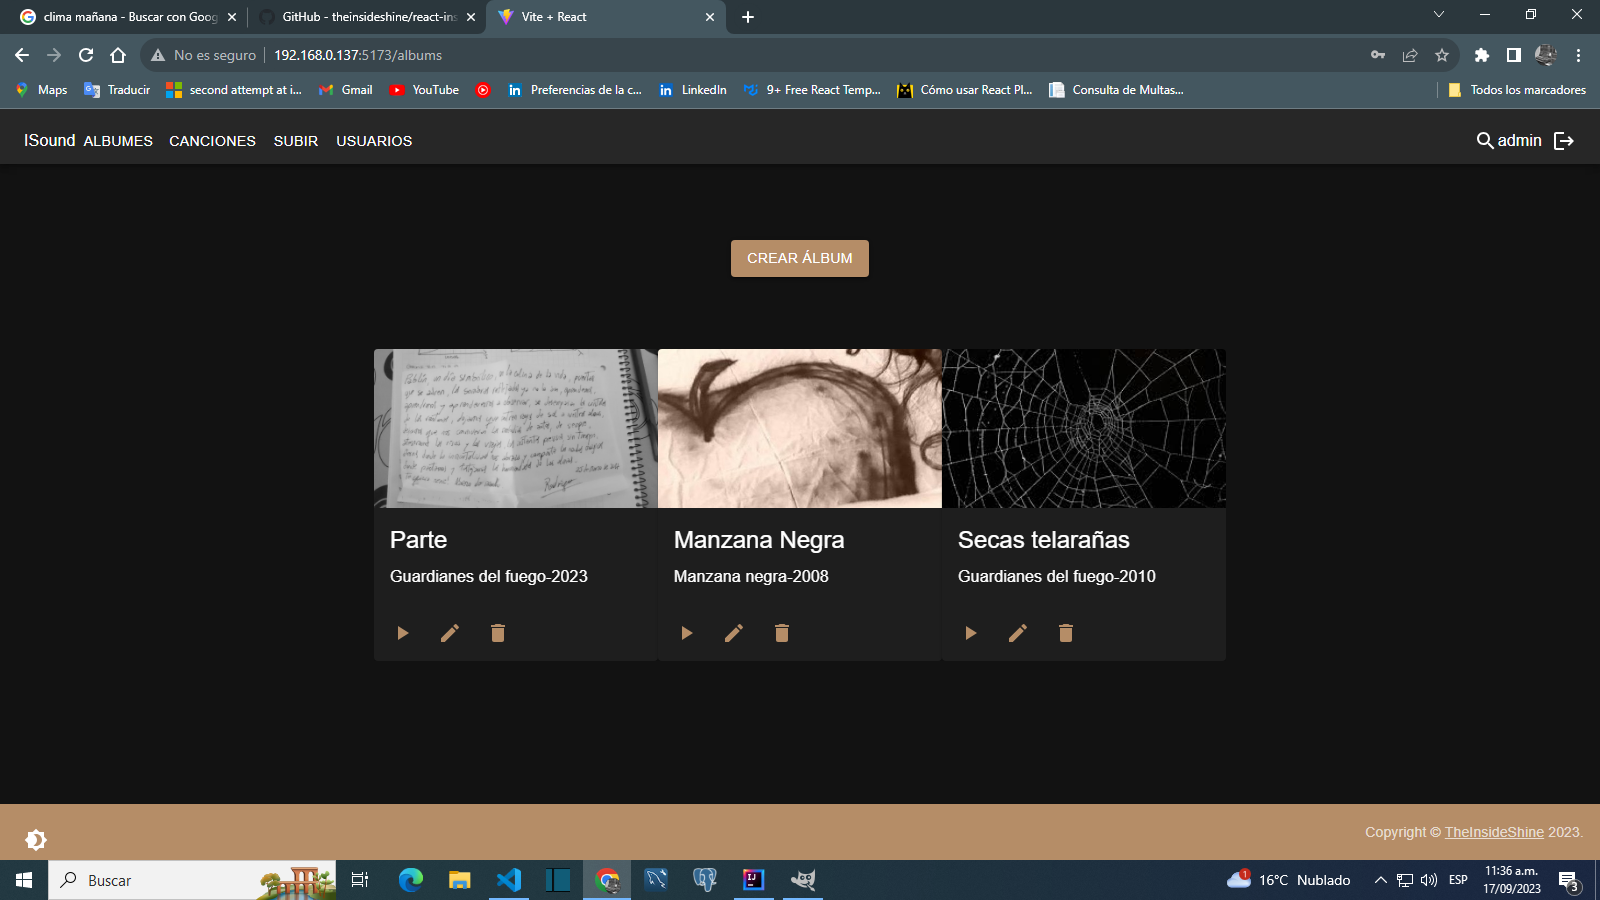 clima mañana - Buscar con Goog
GitHub - theinsideshine/react-ins
Vite + React
No es seguro
192.168.0.137:5173/albums
Maps
Traducir
second attempt at i...
Gmail
YouTube
Preferencias de la c...
LinkedIn
9+ Free React Temp...
Cómo usar React Pl...
Consulta de Multas...
Todos los marcadores
ISound ALBUMES CANCIONES SUBIR USUARIOS
admin
CREAR ÁLBUM
Parte
Guardianes del fuego-2023
Manzana Negra
Manzana negra-2008
Secas telarañas
Guardianes del fuego-2010
Copyright © TheInsideShine 2023.
Buscar
1
16°C Nublado
ESP
11:36 a.m.
17/09/2023
3